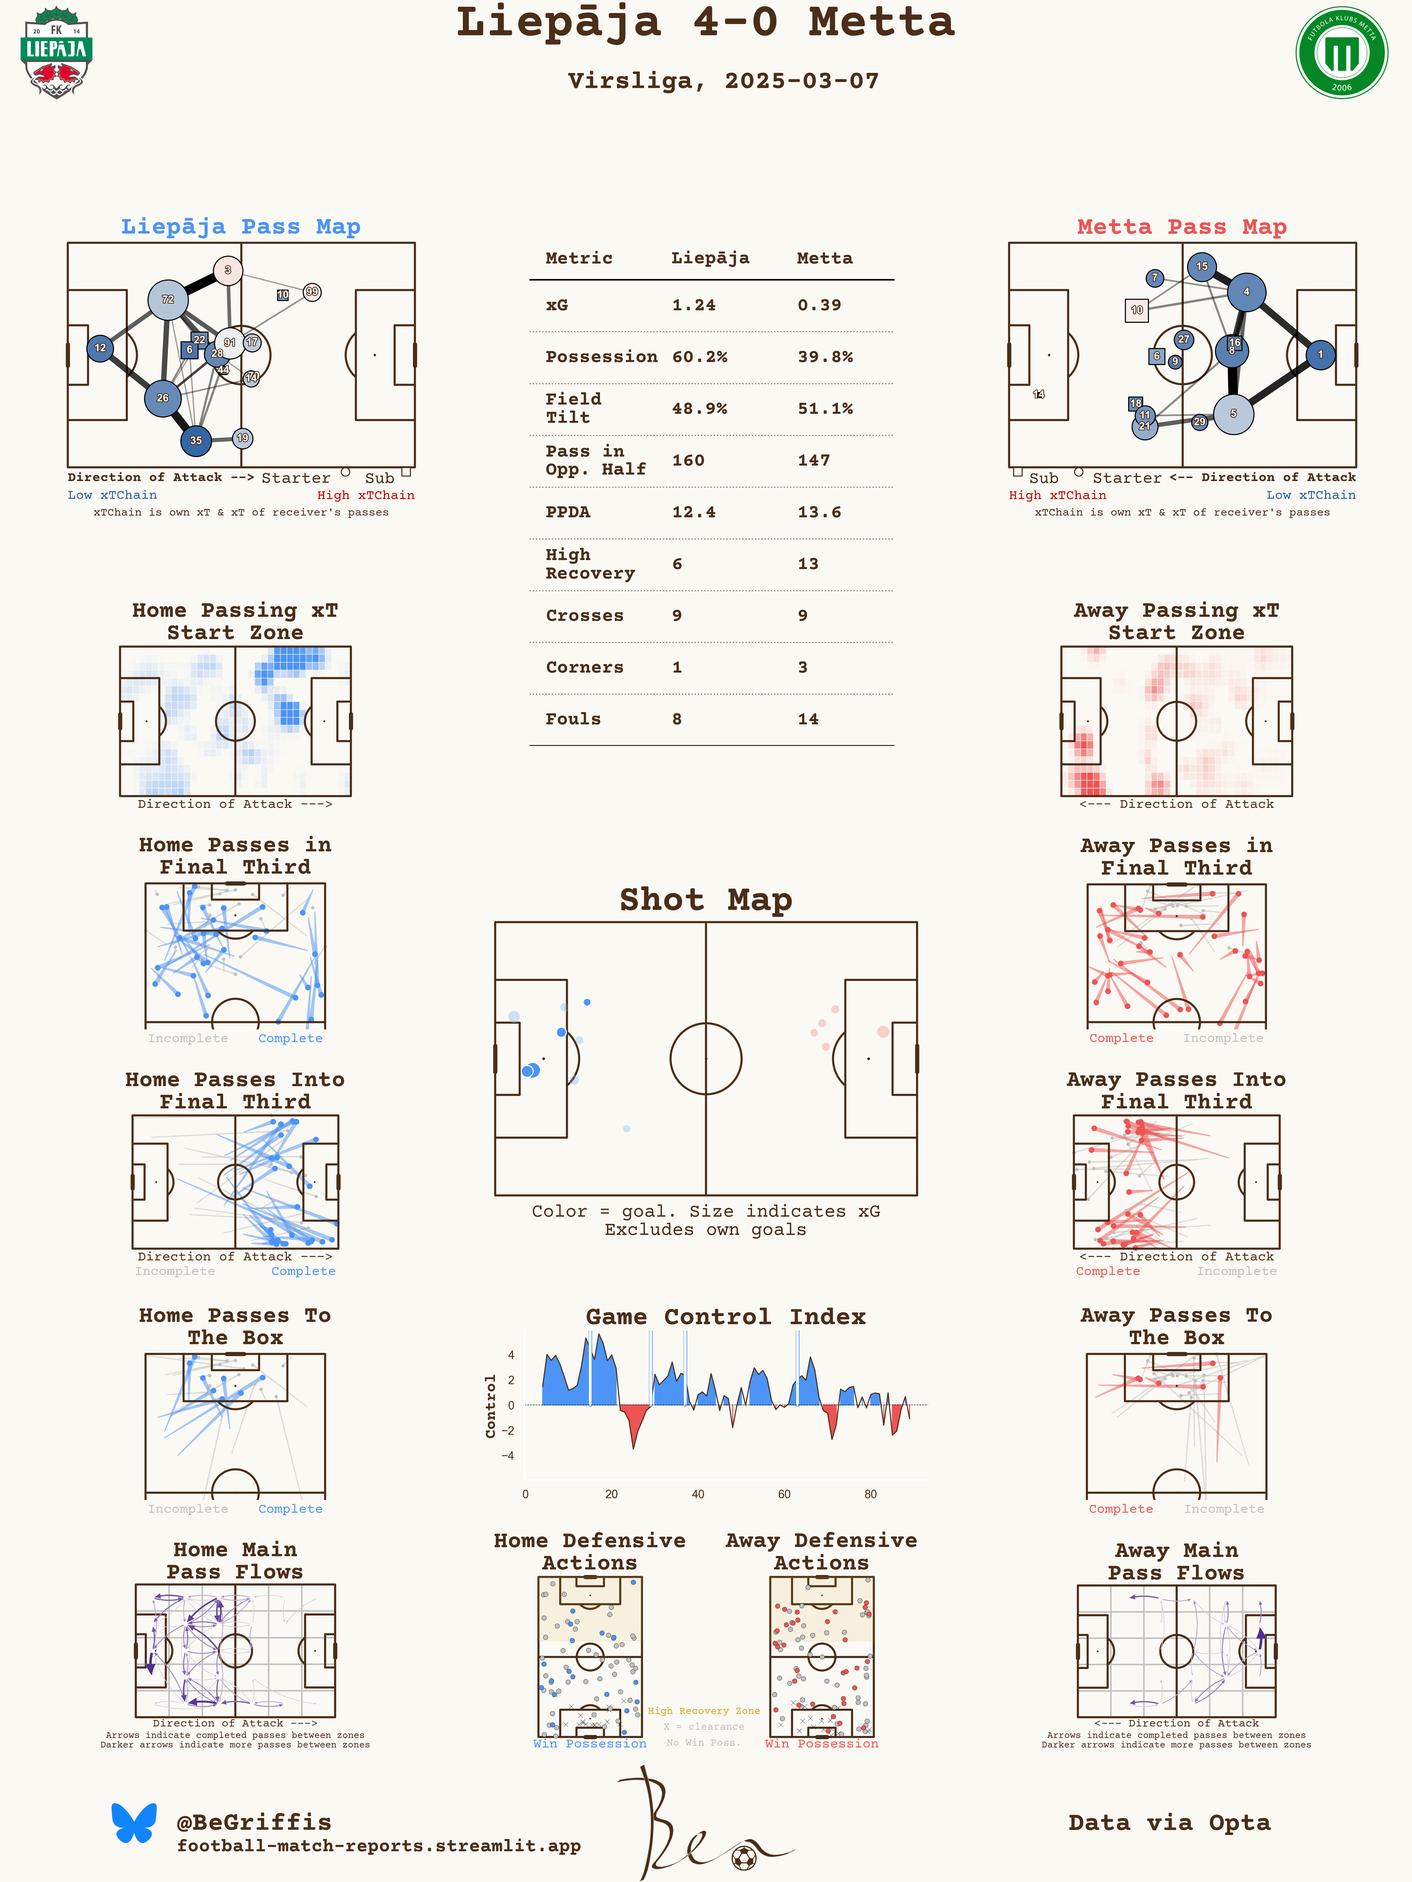 Liepāja 4-0 Metta
Virsliga, 2025-03-07
20 FK 14
LIEPĀJA
FUTBOLA KLUBS METTA
2006
Liepāja Pass Map
3
72
10
99
12
22
6
28
91
17
44
14
26
35
19
Direction of Attack --> Starter Sub
Low xTChain High xTChain
xTChain is own xT & xT of receiver's passes
Metric Liepāja Metta
xG 1.24 0.39
Possession 60.2% 39.8%
Field
Tilt 48.9% 51.1%
Pass in
Opp. Half 160 147
PPDA 12.4 13.6
High
Recovery 6 13
Crosses 9 9
Corners 1 3
Fouls 8 14
Metta Pass Map
15
7
4
10
27
16
8
6
9
1
14
18
11
21
29
5
Sub Starter <-- Direction of Attack
High xTChain Low xTChain
xTChain is own xT & xT of receiver's passes
Home Passing xT
Start Zone
Direction of Attack --->
Away Passing xT
Start Zone
<--- Direction of Attack
Home Passes in
Final Third
Incomplete Complete
Away Passes in
Final Third
Complete Incomplete
Shot Map
Color = goal. Size indicates xG
Excludes own goals
Home Passes Into
Final Third
Direction of Attack --->
Incomplete Complete
Away Passes Into
Final Third
<--- Direction of Attack
Complete Incomplete
Home Passes To
The Box
Incomplete Complete
Game Control Index
Control
4
2
0
−2
−4
0 20 40 60 80
Away Passes To
The Box
Complete Incomplete
Home Main
Pass Flows
Direction of Attack --->
Arrows indicate completed passes between zones
Darker arrows indicate more passes between zones
Home Defensive
Actions
Win Possession
Away Defensive
Actions
Win Possession
High Recovery Zone
X = clearance
No Win Poss.
Away Main
Pass Flows
<--- Direction of Attack
Arrows indicate completed passes between zones
Darker arrows indicate more passes between zones
@BeGriffis
football-match-reports.streamlit.app
Ben
Data via Opta